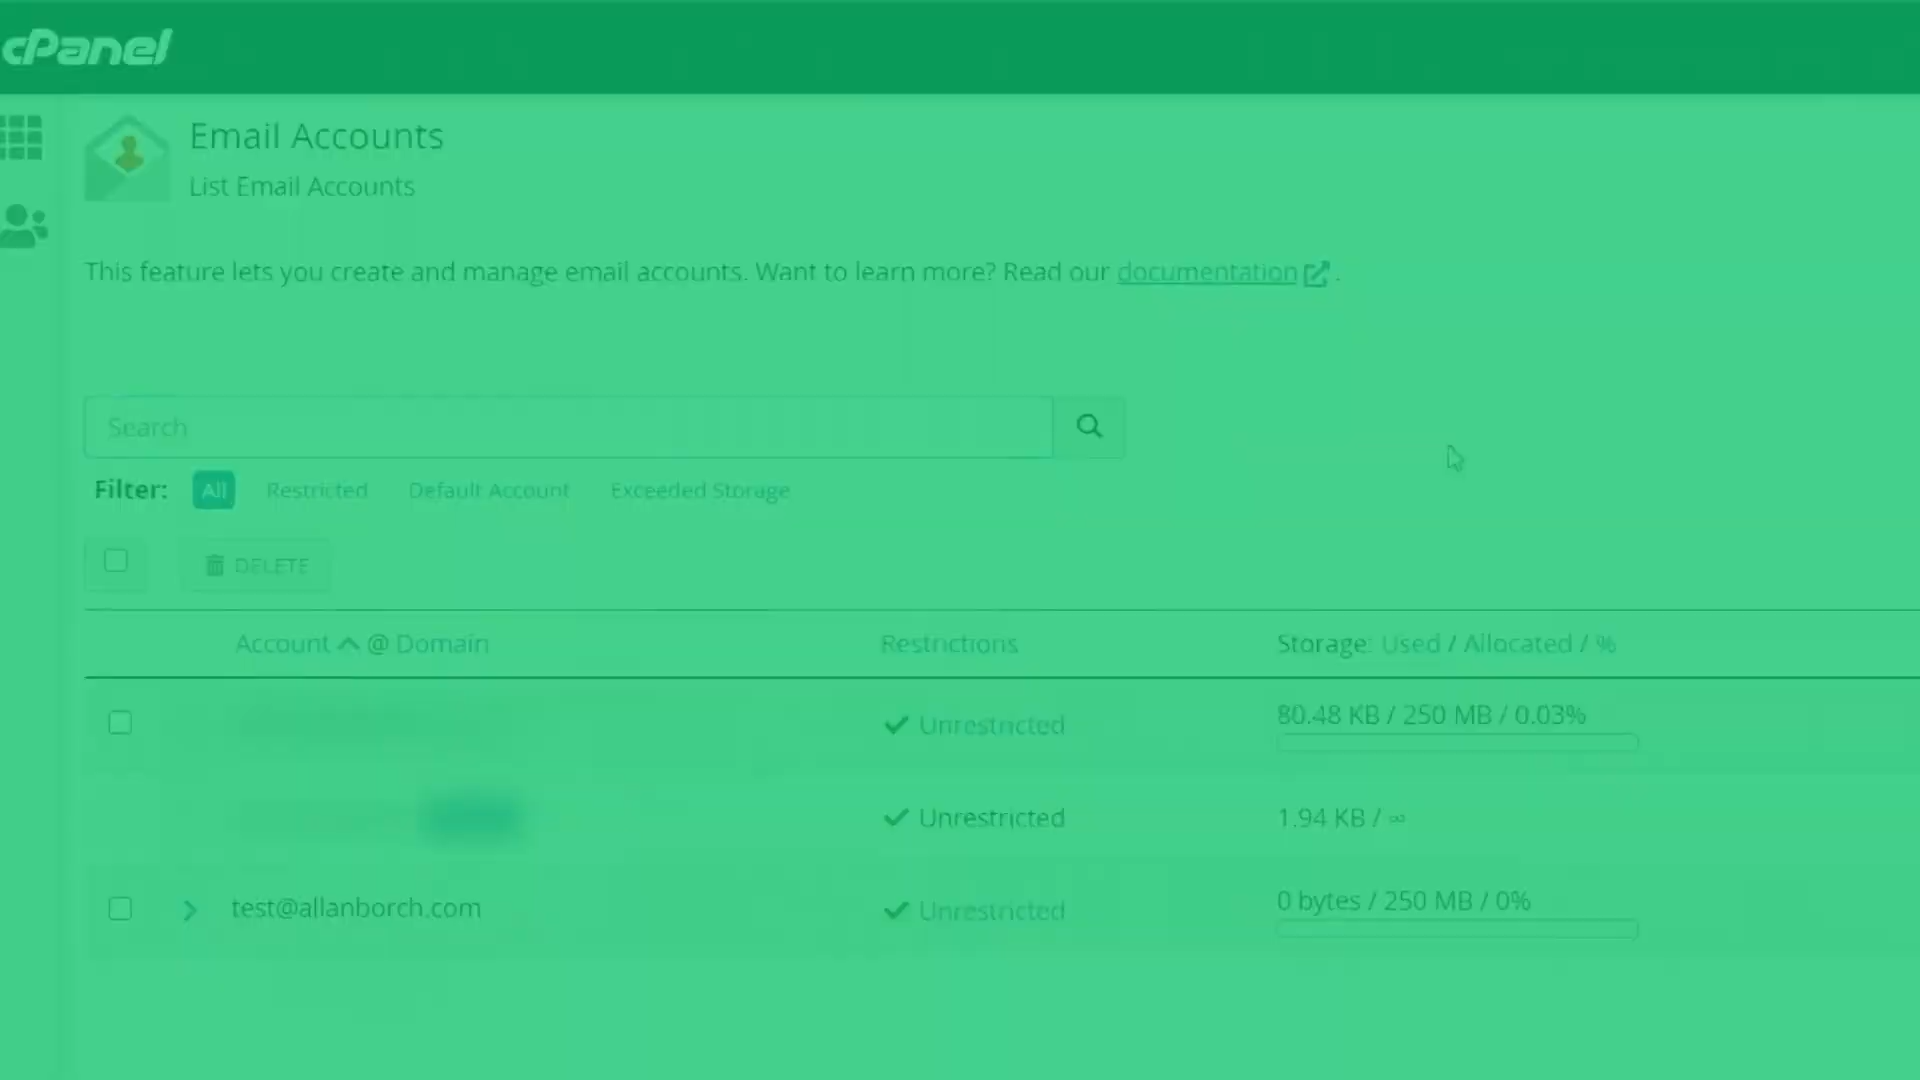 cPanel
Email Accounts
List Email Accounts
This feature lets you create and manage email accounts. Want to learn more? Read our documentation .
Search
Filter: All Restricted Default Account Exceeded Storage
DELETE
Account @ Domain Restrictions Storage: Used / Allocated / %
Unrestricted 80.48 KB / 250 MB / 0.03%
Unrestricted 1.94 KB / ∞
test@allanborch.com Unrestricted 0 bytes / 250 MB / 0%